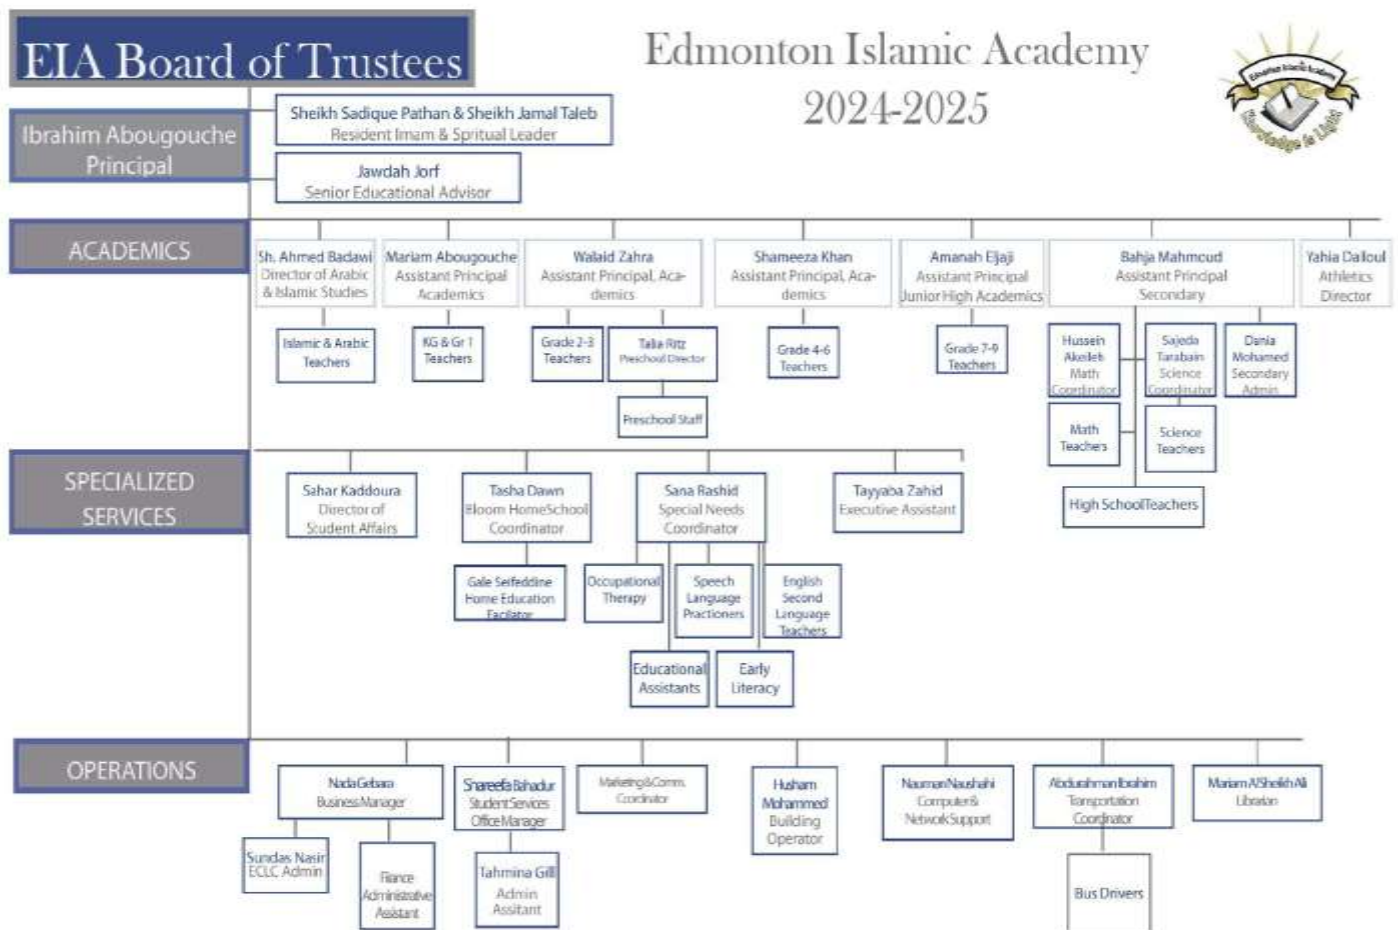 EIA Board of Trustees
Edmonton Islamic Academy
2024-2025
Edmonton Islamic Academy
Knowledge is Light
Ibrahim Abougouche
Principal
Sheikh Sadique Pathan & Sheikh Jamal Taleb
Resident Imam & Spritual Leader
Jawdah Jorf
Senior Educational Advisor
ACADEMICS
Sh. Ahmed Badawi
Director of Arabic
& Islamic Studies
Mariam Abougouche
Assistant Principal
Academics
Walaid Zahra
Assistant Principal, Aca-
demics
Shameeza Khan
Assistant Principal, Aca-
demics
Amanah Eljaji
Assistant Principal
Junior High Academics
Bahja Mahmoud
Assistant Principal
Secondary
Yahia Dalloul
Athletics
Director
Islamic & Arabic
Teachers
KG & Gr 1
Teachers
Grade 2-3
Teachers
Talia Ritz
Preschool Director
Preschool Staff
Grade 4-6
Teachers
Grade 7-9
Teachers
Hussein
Akeileh
Math
Coordinator
Sajeda
Tarabain
Science
Coordinator
Dania
Mohamed
Secondary
Admin
Math
Teachers
Science
Teachers
High SchoolTeachers
SPECIALIZED
SERVICES
Sahar Kaddoura
Director of
Student Affairs
Tasha Dawn
Bloom HomeSchool
Coordinator
Sana Rashid
Special Needs
Coordinator
Tayyaba Zahid
Executive Assistant
Gale Seifeddine
Home Education
Facilator
Occupational
Therapy
Speech
Language
Practioners
English
Second
Language
Teachers
Educational
Assistants
Early
Literacy
OPERATIONS
Nada Gebara
Business Manager
Shareefa Bahadur
Student Services
Office Manager
Marketing & Comm.
Coordinator
Husham
Mohammed
Building
Operator
Nauman Naushahi
Computer &
Network Support
Abdurahman Ibrahim
Transportation
Coordinator
Mariam AlSheikh Ali
Librarian
Sundas Nasir
ECLC Admin
Finance
Administrative
Assistant
Tahmina Gill
Admin
Assitant
Bus Drivers